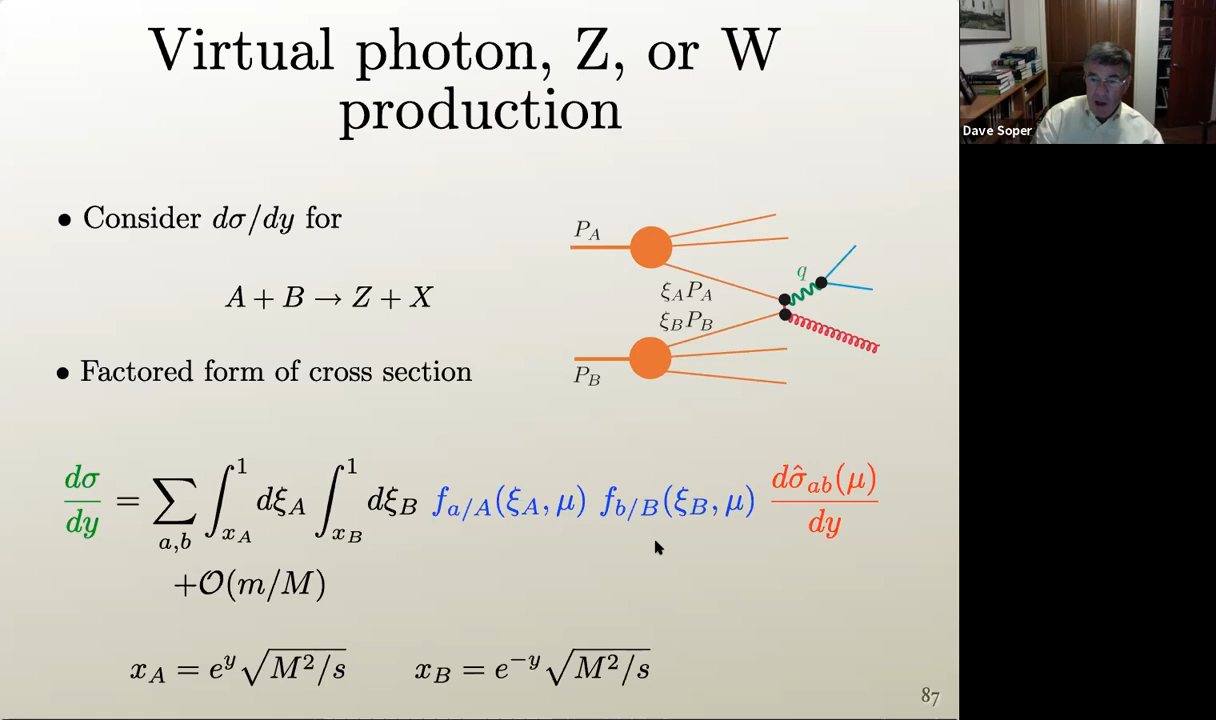 Virtual photon, Z, or W
production
• Consider dσ/dy for
A + B → Z + X
• Factored form of cross section
P_A
ξ_A P_A
ξ_B P_B
P_B
q
dσ/dy = ∑_{a,b} ∫_{x_A}^1 dξ_A ∫_{x_B}^1 dξ_B f_{a/A}(ξ_A, μ) f_{b/B}(ξ_B, μ) dσ̂_{ab}(μ)/dy
+𝒪(m/M)
x_A = e^y √(M²/s)    x_B = e^{−y} √(M²/s)
87
Dave Soper